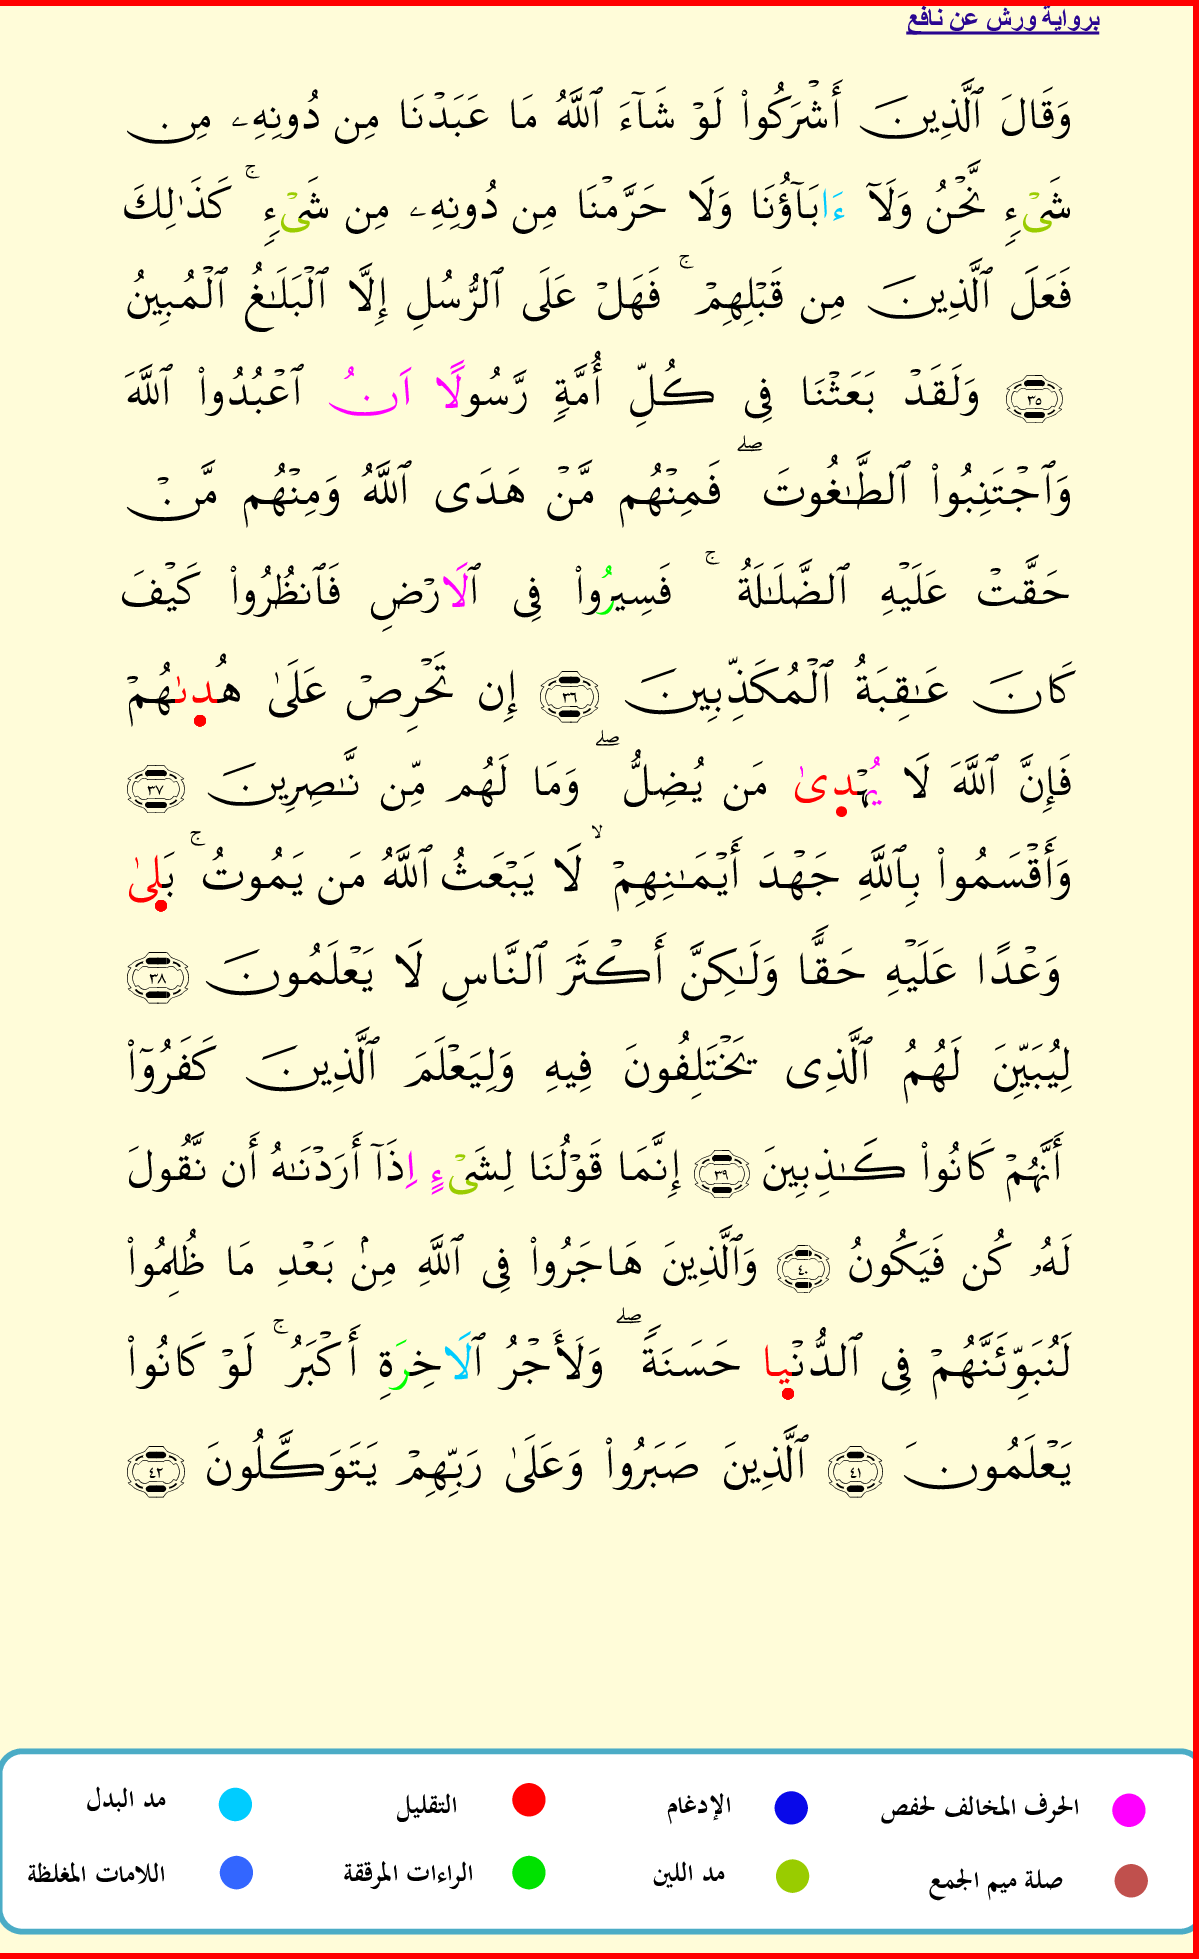 برواية ورش عن نافع
وَقَالَ ٱلَّذِينَ أَشْرَكُوا۟ لَوْ شَآءَ ٱللَّهُ مَا عَبَدْنَا مِن دُونِهِۦ مِن
شَىْءٍ نَّحْنُ وَلَآ ءَابَآؤُنَا وَلَا حَرَّمْنَا مِن دُونِهِۦ مِن شَىْءٍ ۚ كَذَٰلِكَ
فَعَلَ ٱلَّذِينَ مِن قَبْلِهِمْ ۚ فَهَلْ عَلَى ٱلرُّسُلِ إِلَّا ٱلْبَلَـٰغُ ٱلْمُبِينُ
٣٥ وَلَقَدْ بَعَثْنَا فِى كُلِّ أُمَّةٍ رَّسُولًا اَنُ ٱعْبُدُوا۟ ٱللَّهَ
وَٱجْتَنِبُوا۟ ٱلطَّـٰغُوتَ ۖ فَمِنْهُم مَّنْ هَدَى ٱللَّهُ وَمِنْهُم مَّنْ
حَقَّتْ عَلَيْهِ ٱلضَّلَـٰلَةُ ۚ فَسِيرُوا۟ فِى ٱلَارْضِ فَٱنظُرُوا۟ كَيْفَ
كَانَ عَـٰقِبَةُ ٱلْمُكَذِّبِينَ ٣٦ إِن تَحْرِصْ عَلَىٰ هُدىٰهُمْ
فَإِنَّ ٱللَّهَ لَا يُهْدىٰ مَن يُضِلُّ ۖ وَمَا لَهُم مِّن نَّـٰصِرِينَ ٣٧
وَأَقْسَمُوا۟ بِٱللَّهِ جَهْدَ أَيْمَـٰنِهِمْ ۙ لَا يَبْعَثُ ٱللَّهُ مَن يَمُوتُ ۚ بَلىٰ
وَعْدًا عَلَيْهِ حَقًّا وَلَـٰكِنَّ أَكْثَرَ ٱلنَّاسِ لَا يَعْلَمُونَ ٣٨
لِيُبَيِّنَ لَهُمُ ٱلَّذِى يَخْتَلِفُونَ فِيهِ وَلِيَعْلَمَ ٱلَّذِينَ كَفَرُوٓا۟
أَنَّهُمْ كَانُوا۟ كَـٰذِبِينَ ٣٩ إِنَّمَا قَوْلُنَا لِشَىْءٍ اِذَآ أَرَدْنَـٰهُ أَن نَّقُولَ
لَهُۥ كُن فَيَكُونُ ٤٠ وَٱلَّذِينَ هَاجَرُوا۟ فِى ٱللَّهِ مِنۢ بَعْدِ مَا ظُلِمُوا۟
لَنُبَوِّئَنَّهُمْ فِى ٱلدُّنْيا حَسَنَةً ۖ وَلَأَجْرُ ٱلَاخِرَةِ أَكْبَرُ ۚ لَوْ كَانُوا۟
يَعْلَمُونَ ٤١ ٱلَّذِينَ صَبَرُوا۟ وَعَلَىٰ رَبِّهِمْ يَتَوَكَّلُونَ ٤٢
الحرف المخالف لحفص الإدغام التقليل مد البدل
صلة ميم الجمع مد اللين الراءات المرققة اللامات المغلظة